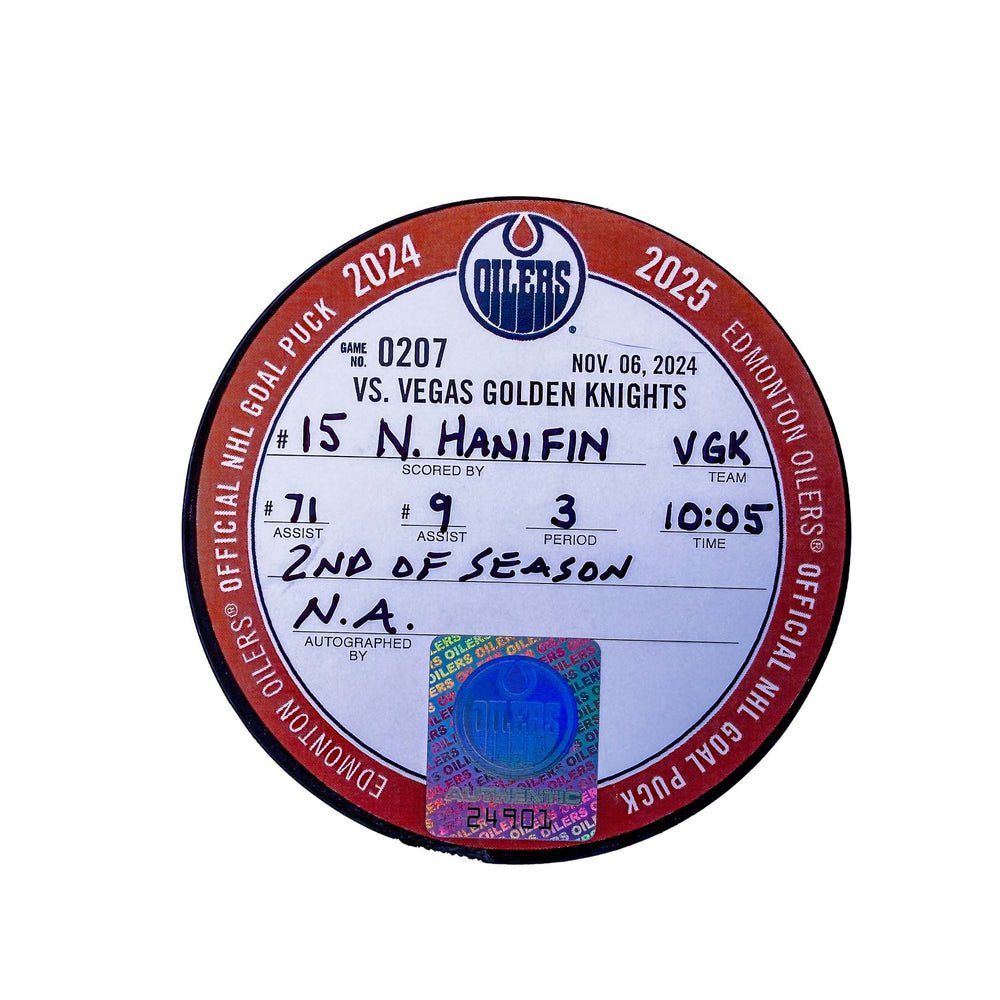 EDMONTON OILERS® OFFICIAL NHL GOAL PUCK 2024
2025 EDMONTON OILERS® OFFICIAL NHL GOAL PUCK
OILERS
®
GAME NO. 0207
NOV. 06, 2024
VS. VEGAS GOLDEN KNIGHTS
# 15 N. HANIFIN VGK
SCORED BY TEAM
# 71 # 9 3 10:05
ASSIST ASSIST PERIOD TIME
2ND OF SEASON
N.A.
AUTOGRAPHED
BY
OILERS
AUTHENTIC
24901